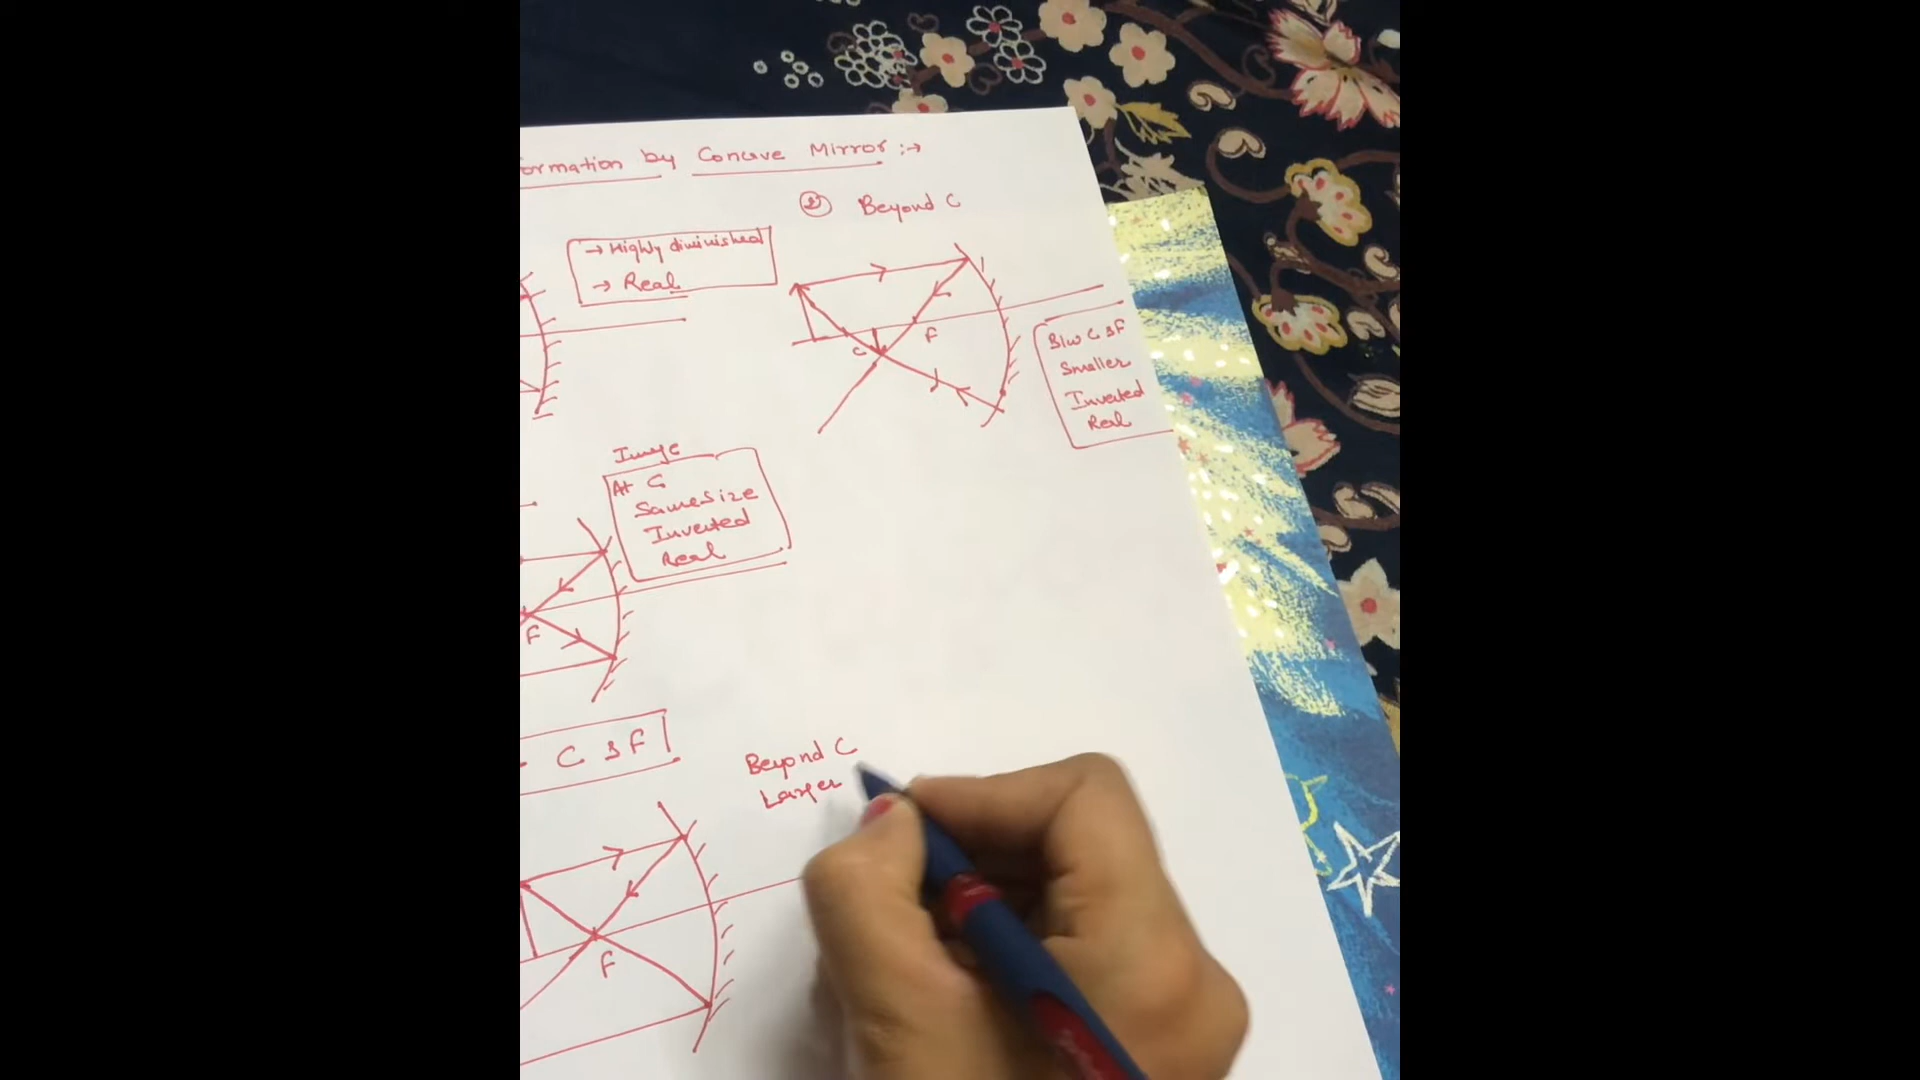 ormation by Concave Mirror :→
② Beyond C
→ Highly diminished
→ Real
C
F
B/w C & F
Smaller
Inverted
Real
Image
At C
Same size
Inverted
Real
F
C & F
Beyond C
Larger
F